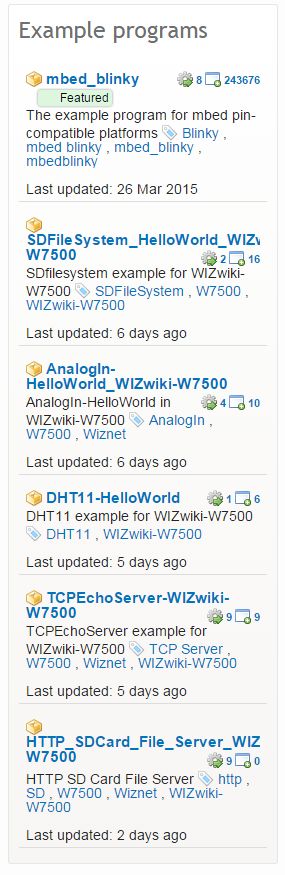 Example programs
mbed_blinky 8 243676
Featured
The example program for mbed pin-
compatible platforms Blinky ,
mbed blinky , mbed_blinky ,
mbedblinky
Last updated: 26 Mar 2015
SDFileSystem_HelloWorld_WIZw
W7500 2 16
SDfilesystem example for WIZwiki-
W7500 SDFileSystem , W7500 ,
WIZwiki-W7500
Last updated: 6 days ago
AnalogIn-
HelloWorld_WIZwiki-W7500
AnalogIn-HelloWorld in 4 10
WIZwiki-W7500 AnalogIn ,
W7500 , Wiznet
Last updated: 6 days ago
DHT11-HelloWorld 1 6
DHT11 example for WIZwiki-W7500
DHT11 , WIZwiki-W7500
Last updated: 5 days ago
TCPEchoServer-WIZwiki-
W7500 9 9
TCPEchoServer example for
WIZwiki-W7500 TCP Server ,
W7500 , Wiznet , WIZwiki-W7500
Last updated: 5 days ago
HTTP_SDCard_File_Server_WIZ
W7500 9 0
HTTP SD Card File Server http ,
SD , W7500 , Wiznet , WIZwiki-
W7500
Last updated: 2 days ago